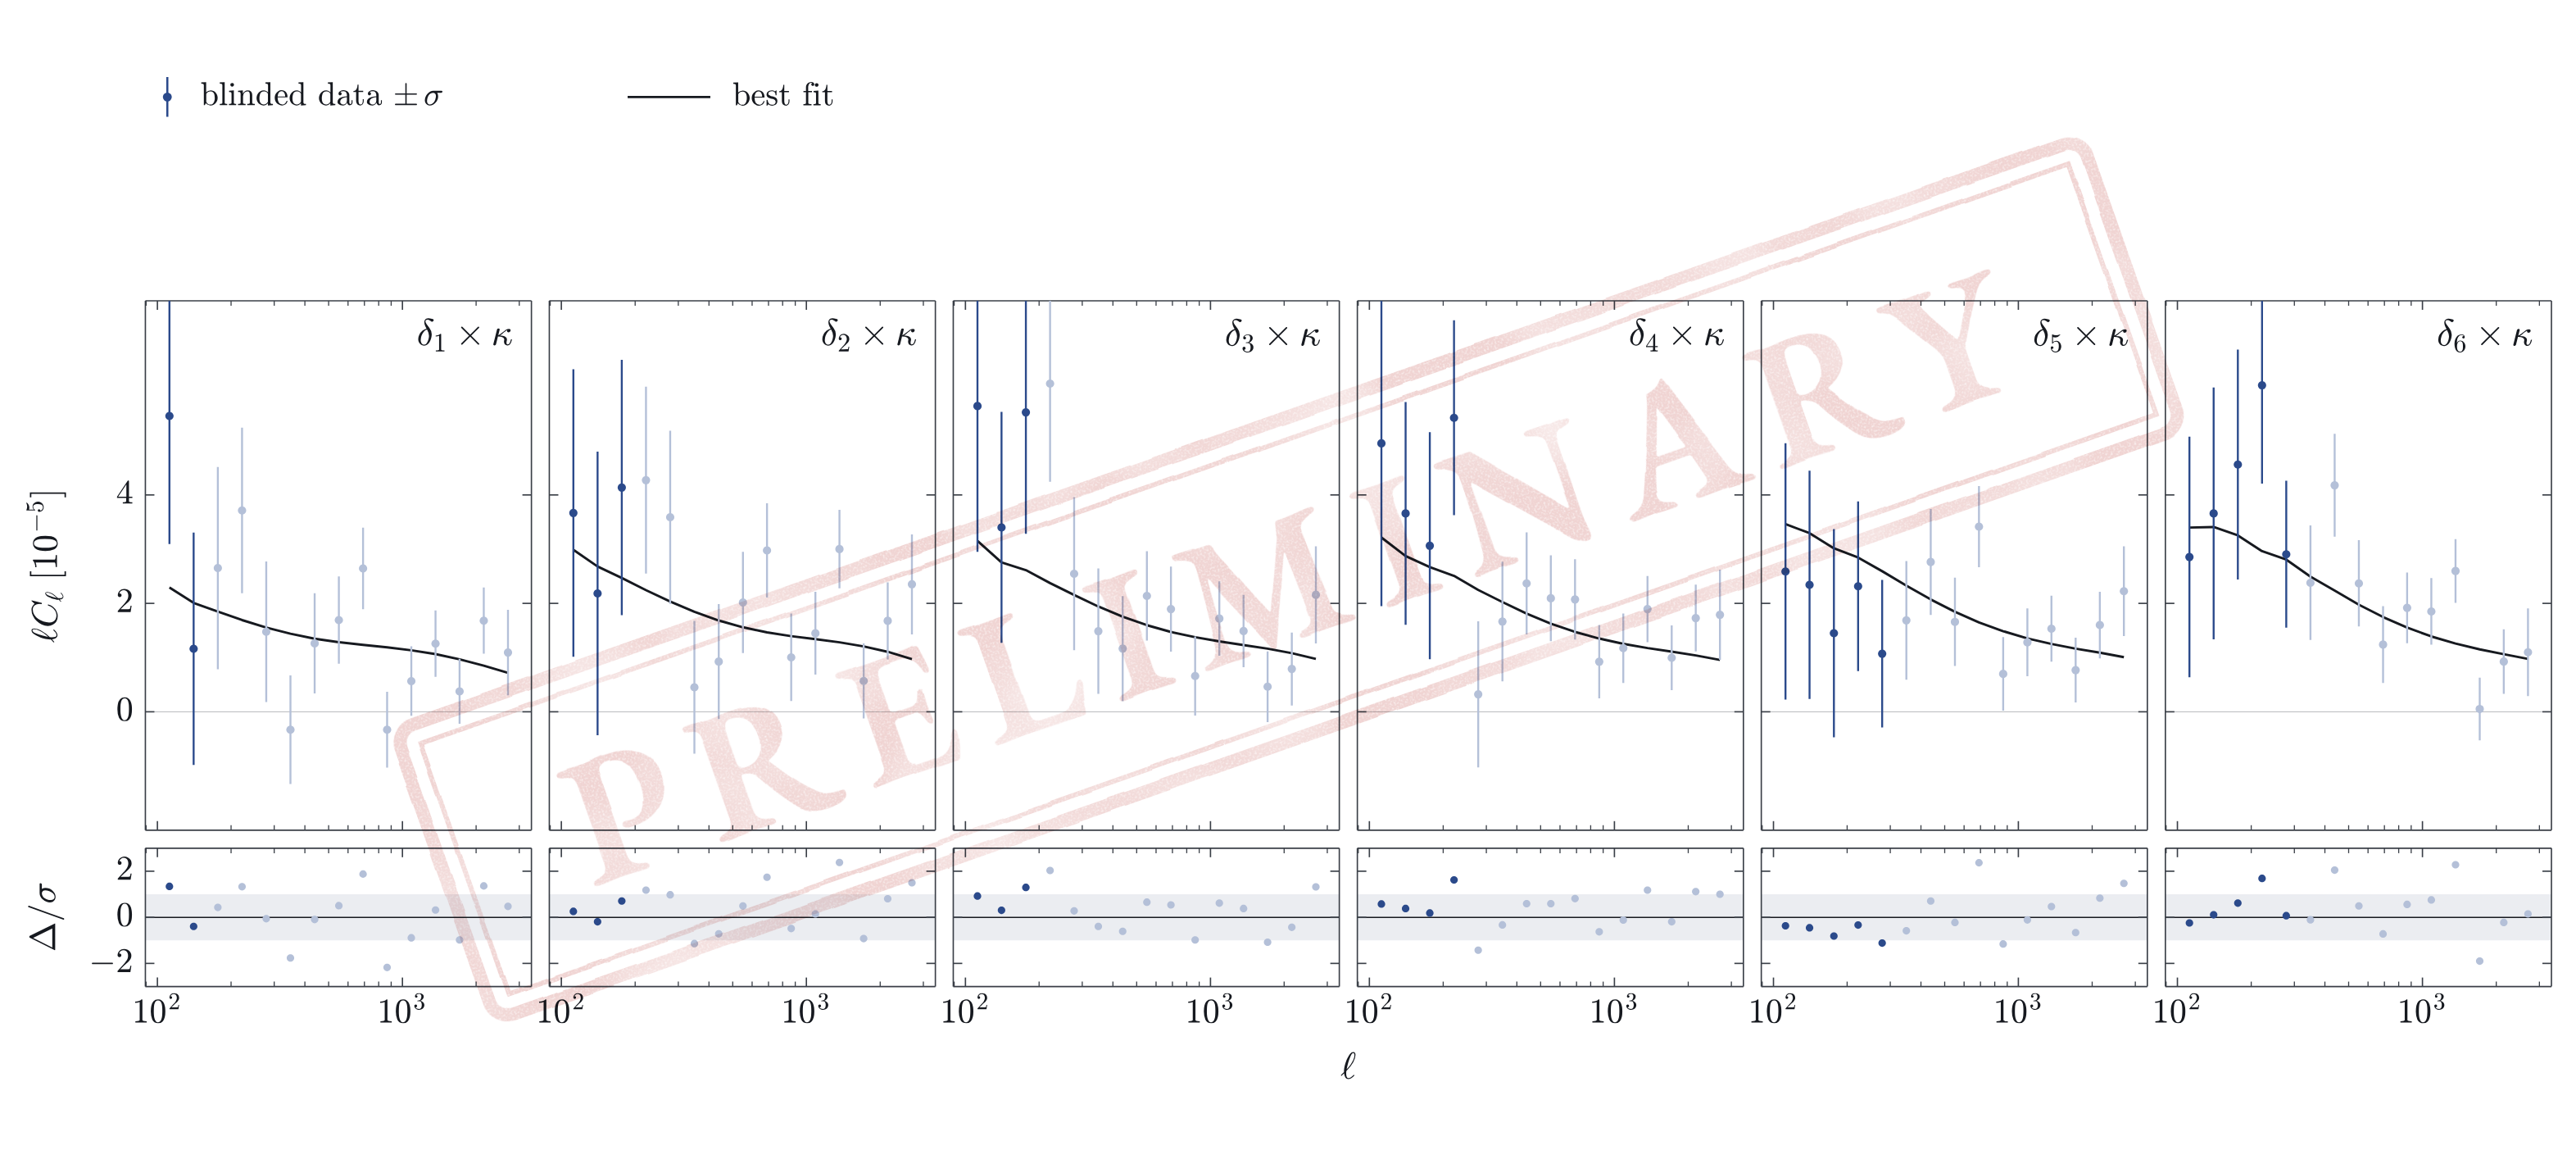 blinded data ± σ best fit
δ₁ × κ δ₂ × κ δ₃ × κ δ₄ × κ δ₅ × κ δ₆ × κ
PRELIMINARY
ℓCℓ [10⁻⁵]
4
2
0
Δ/σ
2
0
−2
10² 10³ 10² 10³ 10² 10³ 10² 10³ 10² 10³ 10² 10³
ℓ